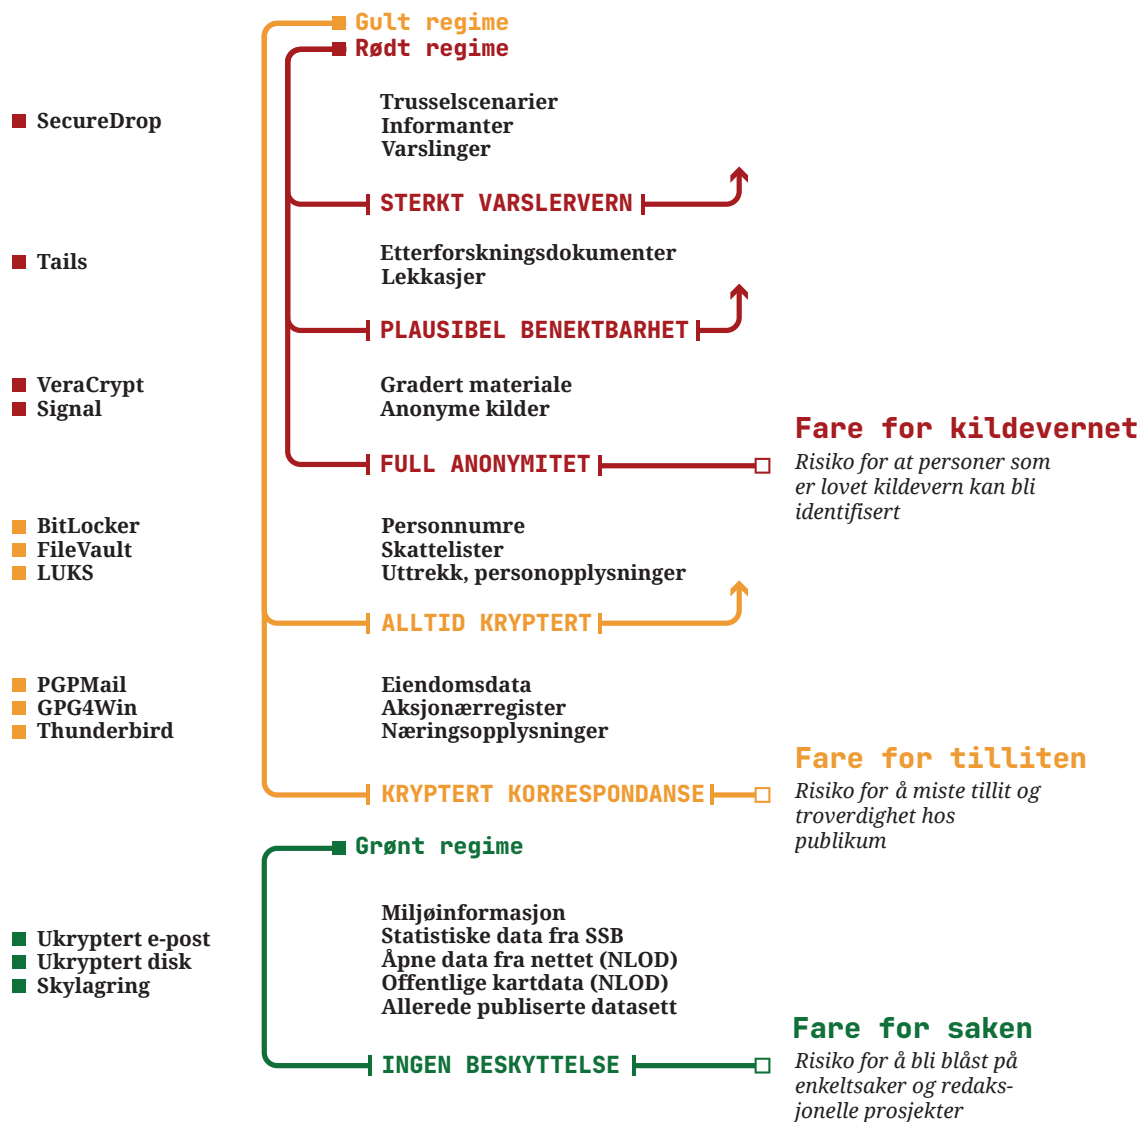 Gult regime
Rødt regime
SecureDrop
Trusselscenarier
Informanter
Varslinger
STERKT VARSLERVERN
Tails
Etterforskningsdokumenter
Lekkasjer
PLAUSIBEL BENEKTBARHET
VeraCrypt
Signal
Gradert materiale
Anonyme kilder
FULL ANONYMITET
Fare for kildevernet
Risiko for at personer som
er lovet kildevern kan bli
identifisert
BitLocker
FileVault
LUKS
Personnumre
Skattelister
Uttrekk, personopplysninger
ALLTID KRYPTERT
PGPMail
GPG4Win
Thunderbird
Eiendomsdata
Aksjonærregister
Næringsopplysninger
KRYPTERT KORRESPONDANSE
Fare for tilliten
Risiko for å miste tillit og
troverdighet hos
publikum
Grønt regime
Ukryptert e-post
Ukryptert disk
Skylagring
Miljøinformasjon
Statistiske data fra SSB
Åpne data fra nettet (NLOD)
Offentlige kartdata (NLOD)
Allerede publiserte datasett
INGEN BESKYTTELSE
Fare for saken
Risiko for å bli blåst på
enkeltsaker og redaks-
jonelle prosjekter